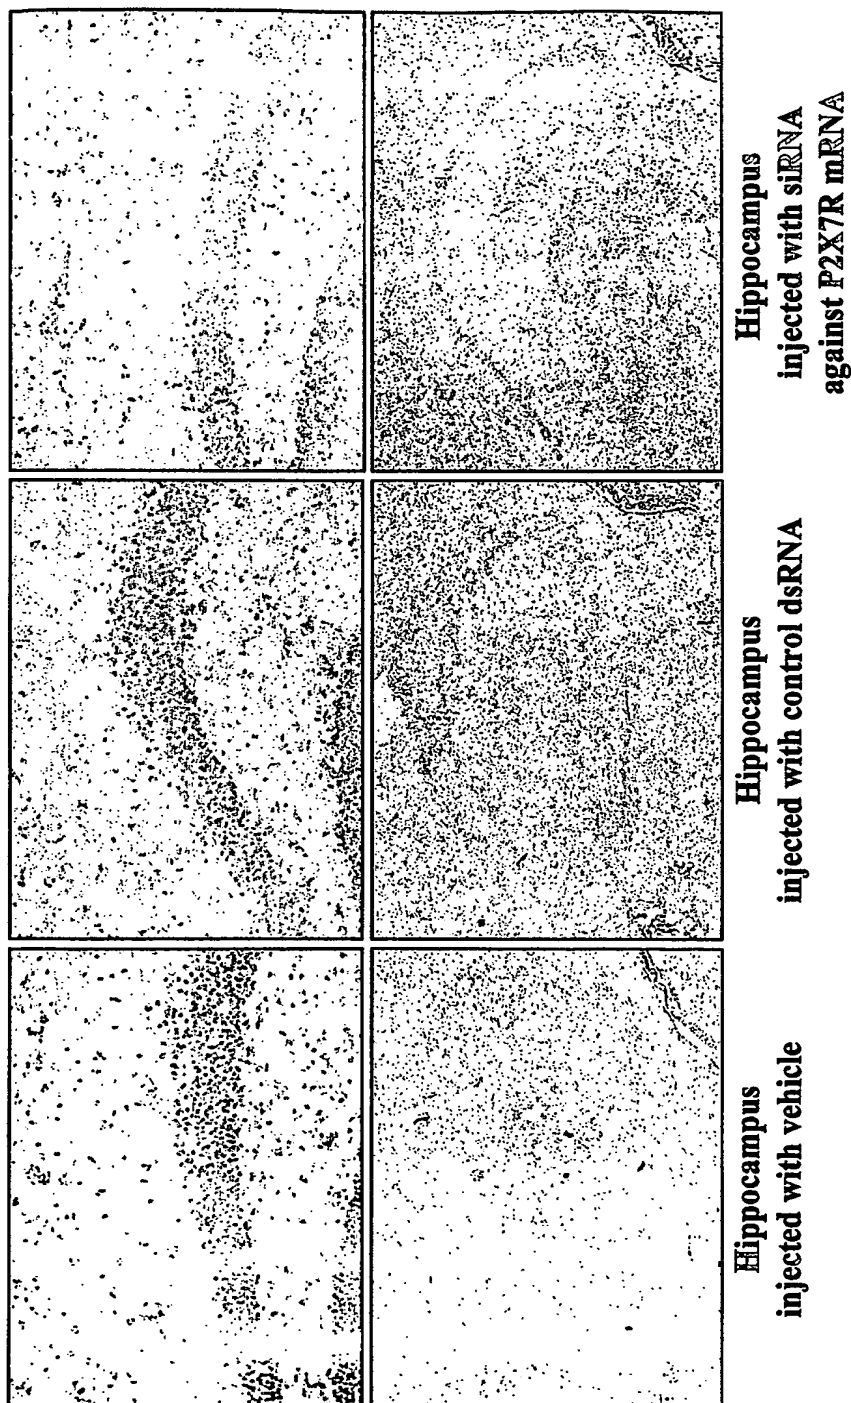 Hippocampus
injected with vehicle
Hippocampus
injected with control dsRNA
Hippocampus
injected with siRNA
against P2X7R mRNA